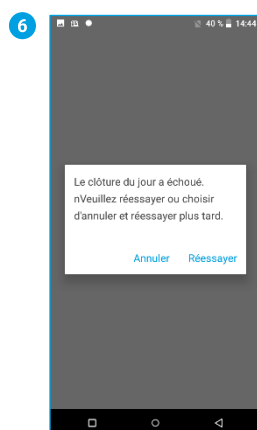 6
40 % 14:44
Le clôture du jour a échoué.
nVeuillez réessayer ou choisir
d'annuler et réessayer plus tard.
Annuler Réessayer